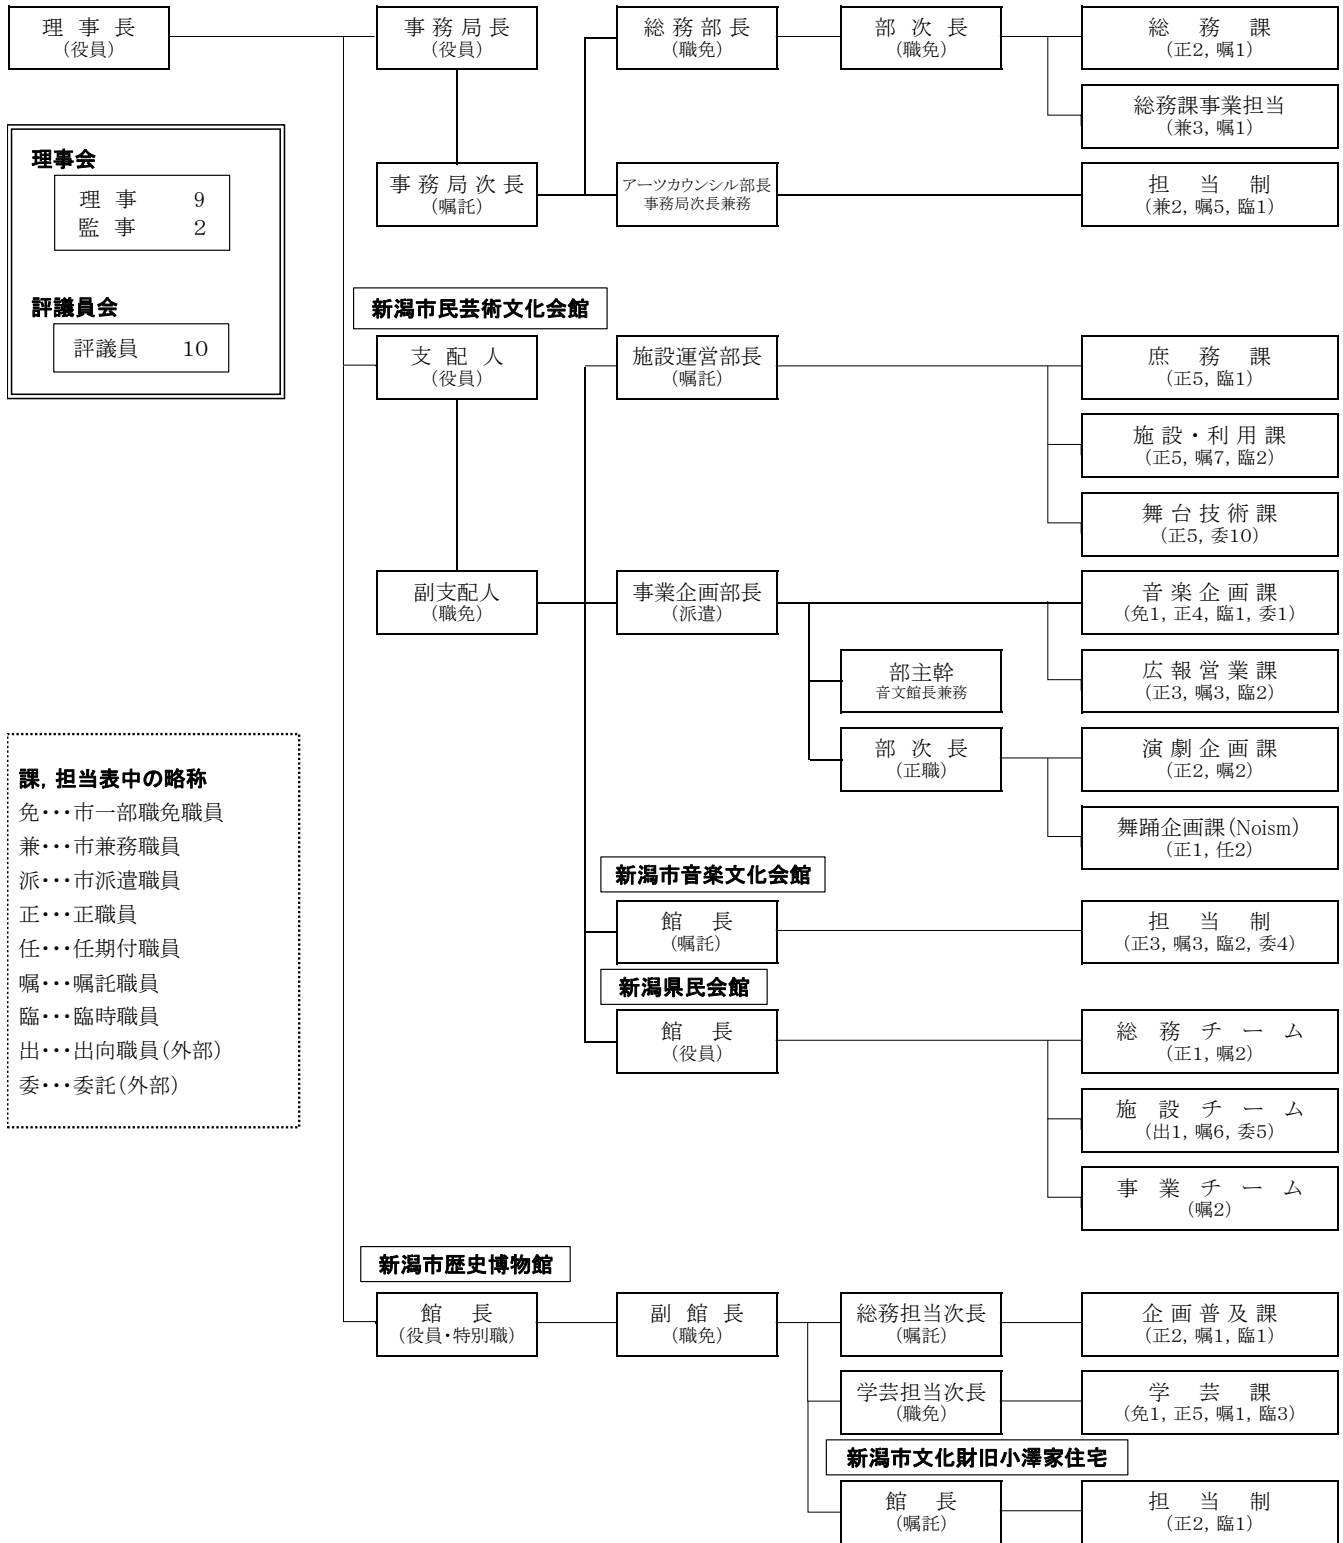 理事長
(役員)
事務局長
(役員)
総務部長
(職免)
部次長
(職免)
総務課
(正2, 嘱1)
総務課事業担当
(兼3, 嘱1)
理事会
理事 9
監事 2
評議員会
評議員 10
事務局次長
(嘱託)
アーツカウンシル部長
事務局次長兼務
担当制
(兼2, 嘱5, 臨1)
新潟市民芸術文化会館
支配人
(役員)
施設運営部長
(嘱託)
庶務課
(正5, 臨1)
施設・利用課
(正5, 嘱7, 臨2)
舞台技術課
(正5, 委10)
副支配人
(職免)
事業企画部長
(派遣)
音楽企画課
(免1, 正4, 臨1, 委1)
部主幹
音文館長兼務
広報営業課
(正3, 嘱3, 臨2)
部次長
(正職)
演劇企画課
(正2, 嘱2)
舞踊企画課(Noism)
(正1, 任2)
課, 担当表中の略称
免･･･市一部職免職員
兼･･･市兼務職員
派･･･市派遣職員
正･･･正職員
任･･･任期付職員
嘱･･･嘱託職員
臨･･･臨時職員
出･･･出向職員(外部)
委･･･委託(外部)
新潟市音楽文化会館
館長
(嘱託)
担当制
(正3, 嘱3, 臨2, 委4)
新潟県民会館
館長
(役員)
総務チーム
(正1, 嘱2)
施設チーム
(出1, 嘱6, 委5)
事業チーム
(嘱2)
新潟市歴史博物館
館長
(役員・特別職)
副館長
(職免)
総務担当次長
(嘱託)
企画普及課
(正2, 嘱1, 臨1)
学芸担当次長
(職免)
学芸課
(免1, 正5, 嘱1, 臨3)
新潟市文化財旧小澤家住宅
館長
(嘱託)
担当制
(正2, 臨1)